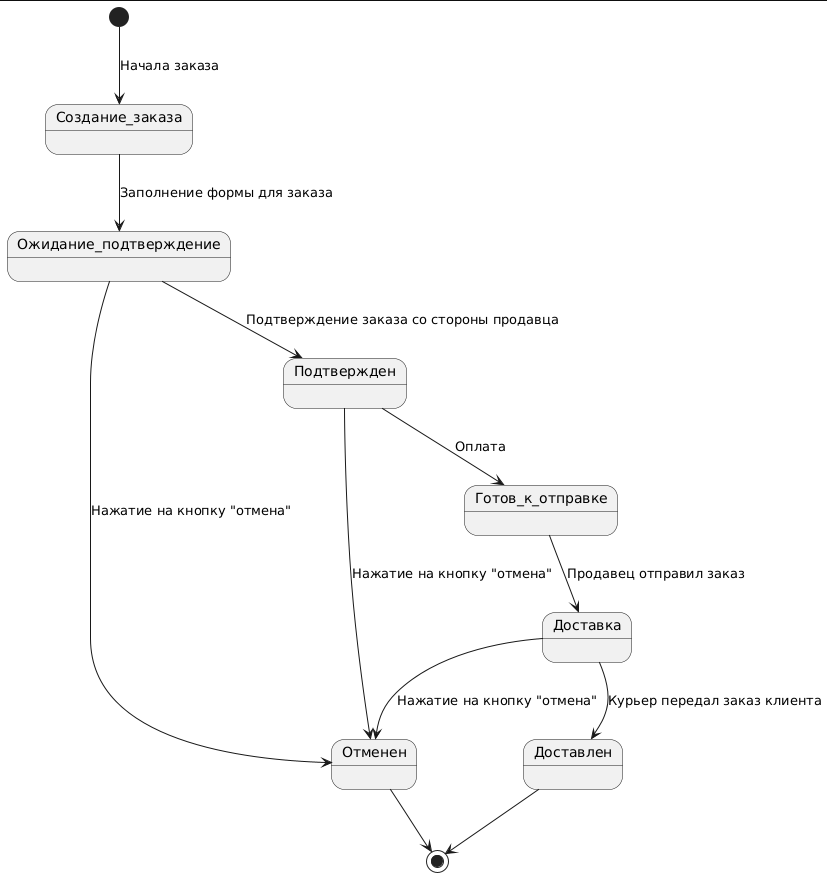 Начала заказа
Создание_заказа
Заполнение формы для заказа
Ожидание_подтверждение
Подтверждение заказа со стороны продавца
Подтвержден
Оплата
Готов_к_отправке
Нажатие на кнопку "отмена"
Нажатие на кнопку "отмена"
Продавец отправил заказ
Доставка
Нажатие на кнопку "отмена"
Курьер передал заказ клиента
Отменен
Доставлен